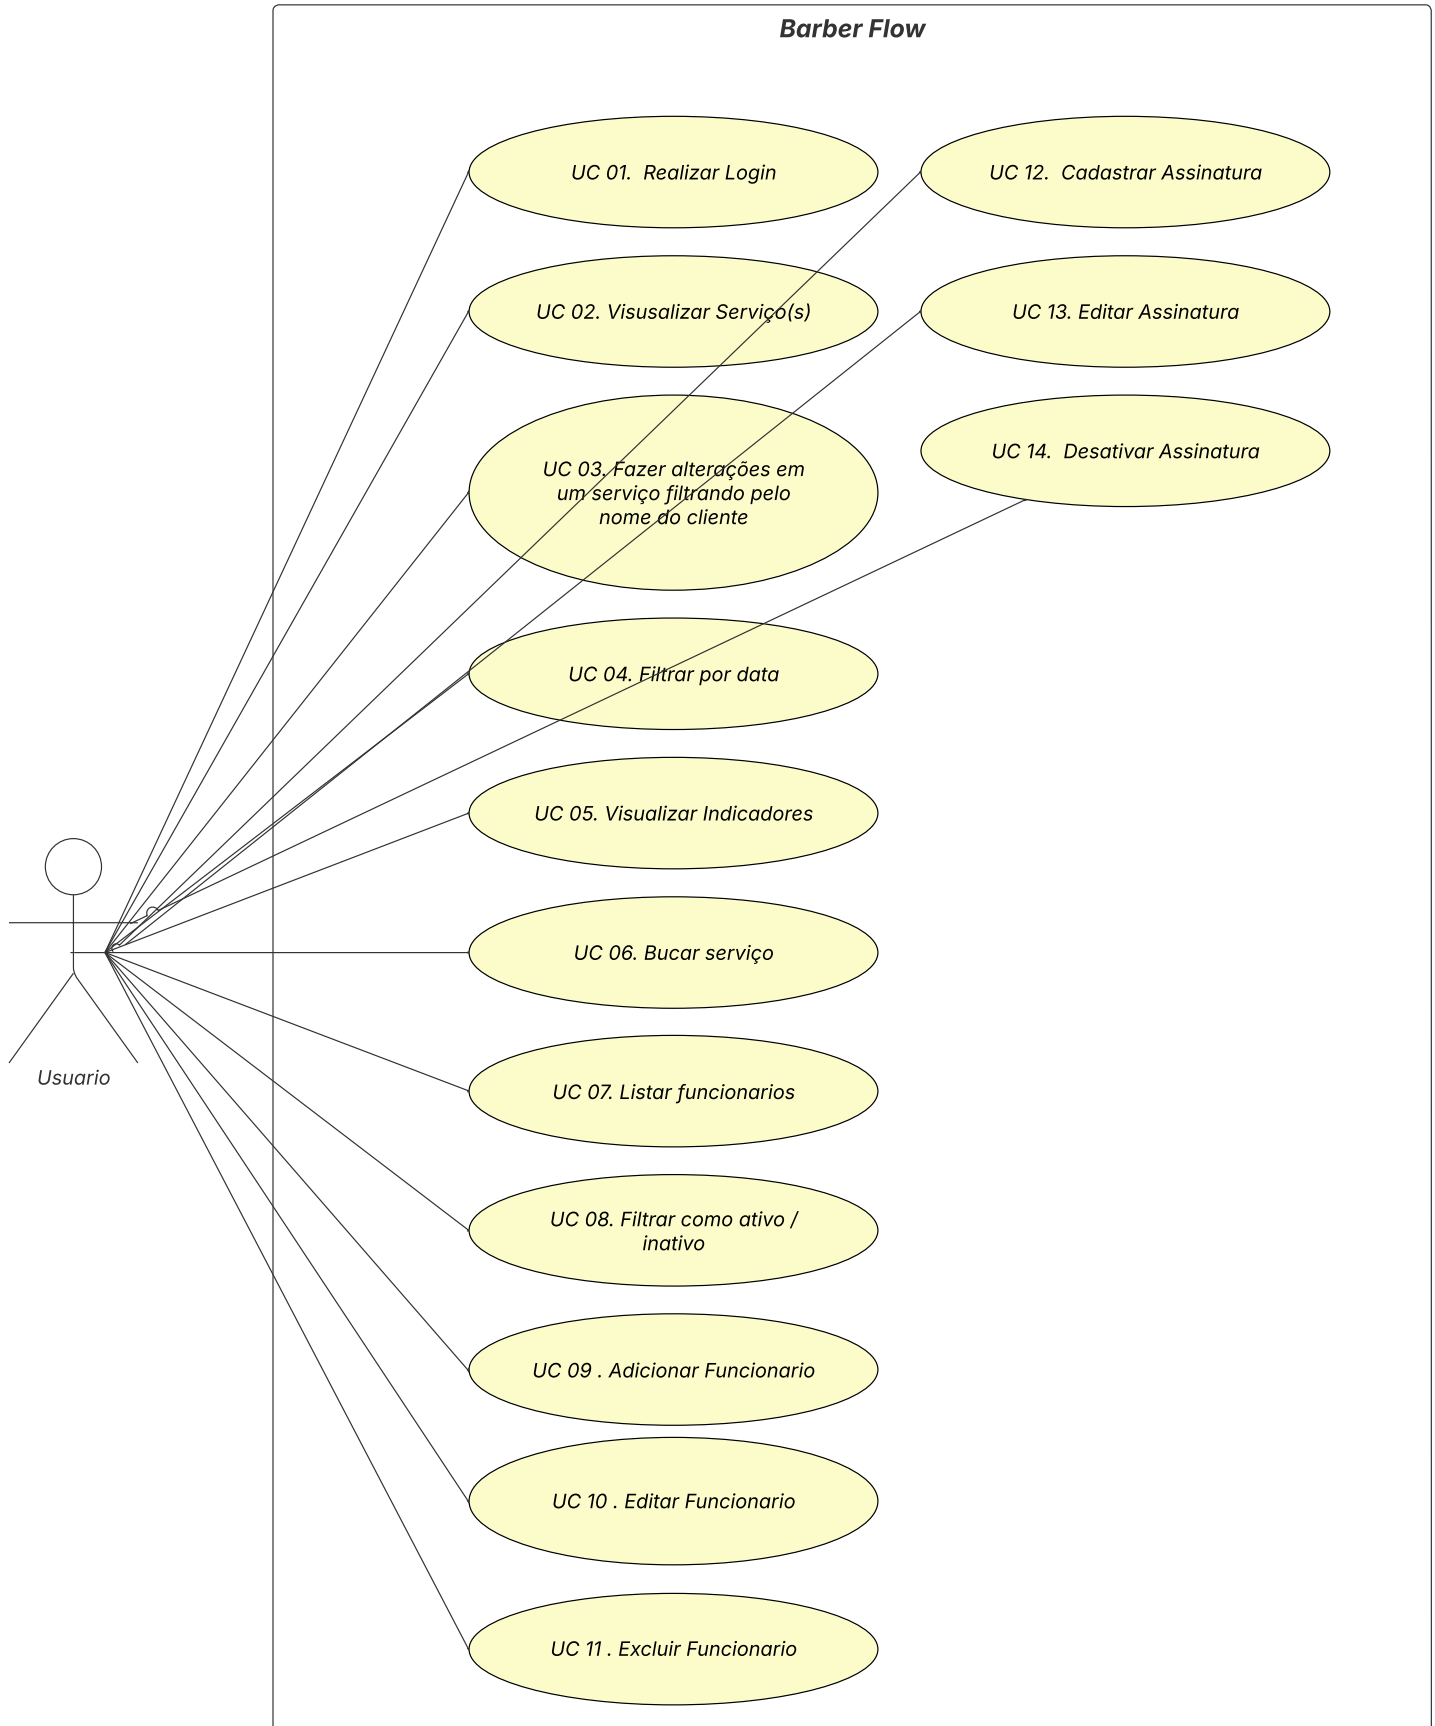 Barber Flow
UC 01.  Realizar Login
UC 02. Visusalizar Serviço(s)
UC 03. Fazer alterações em
um serviço filtrando pelo
nome do cliente
UC 04. Filtrar por data
UC 05. Visualizar Indicadores
UC 06. Bucar serviço
UC 07. Listar funcionarios
UC 08. Filtrar como ativo /
inativo
UC 09 . Adicionar Funcionario
UC 10 . Editar Funcionario
UC 11 . Excluir Funcionario
UC 12.  Cadastrar Assinatura
UC 13. Editar Assinatura
UC 14.  Desativar Assinatura
Usuario